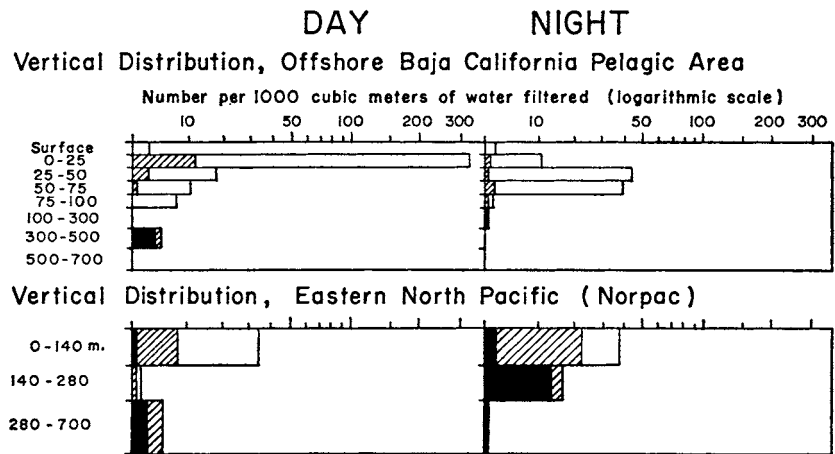 DAY NIGHT
Vertical Distribution, Offshore Baja California Pelagic Area
Number per 1000 cubic meters of water filtered (logarithmic scale)
10 50 100 200 300 10 50 100 200 300
Surface
0-25
25-50
50-75
75-100
100-300
300-500
500-700
Vertical Distribution, Eastern North Pacific (Norpac)
0-140 m.
140-280
280-700